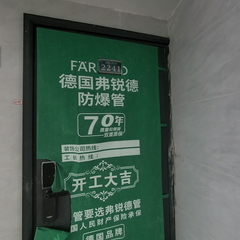 2241
德国弗锐德
防爆管
70年
装饰公司热线:
工长热线:
开工大吉
管要选弗锐德管
国人民财产保险承保
德国品牌